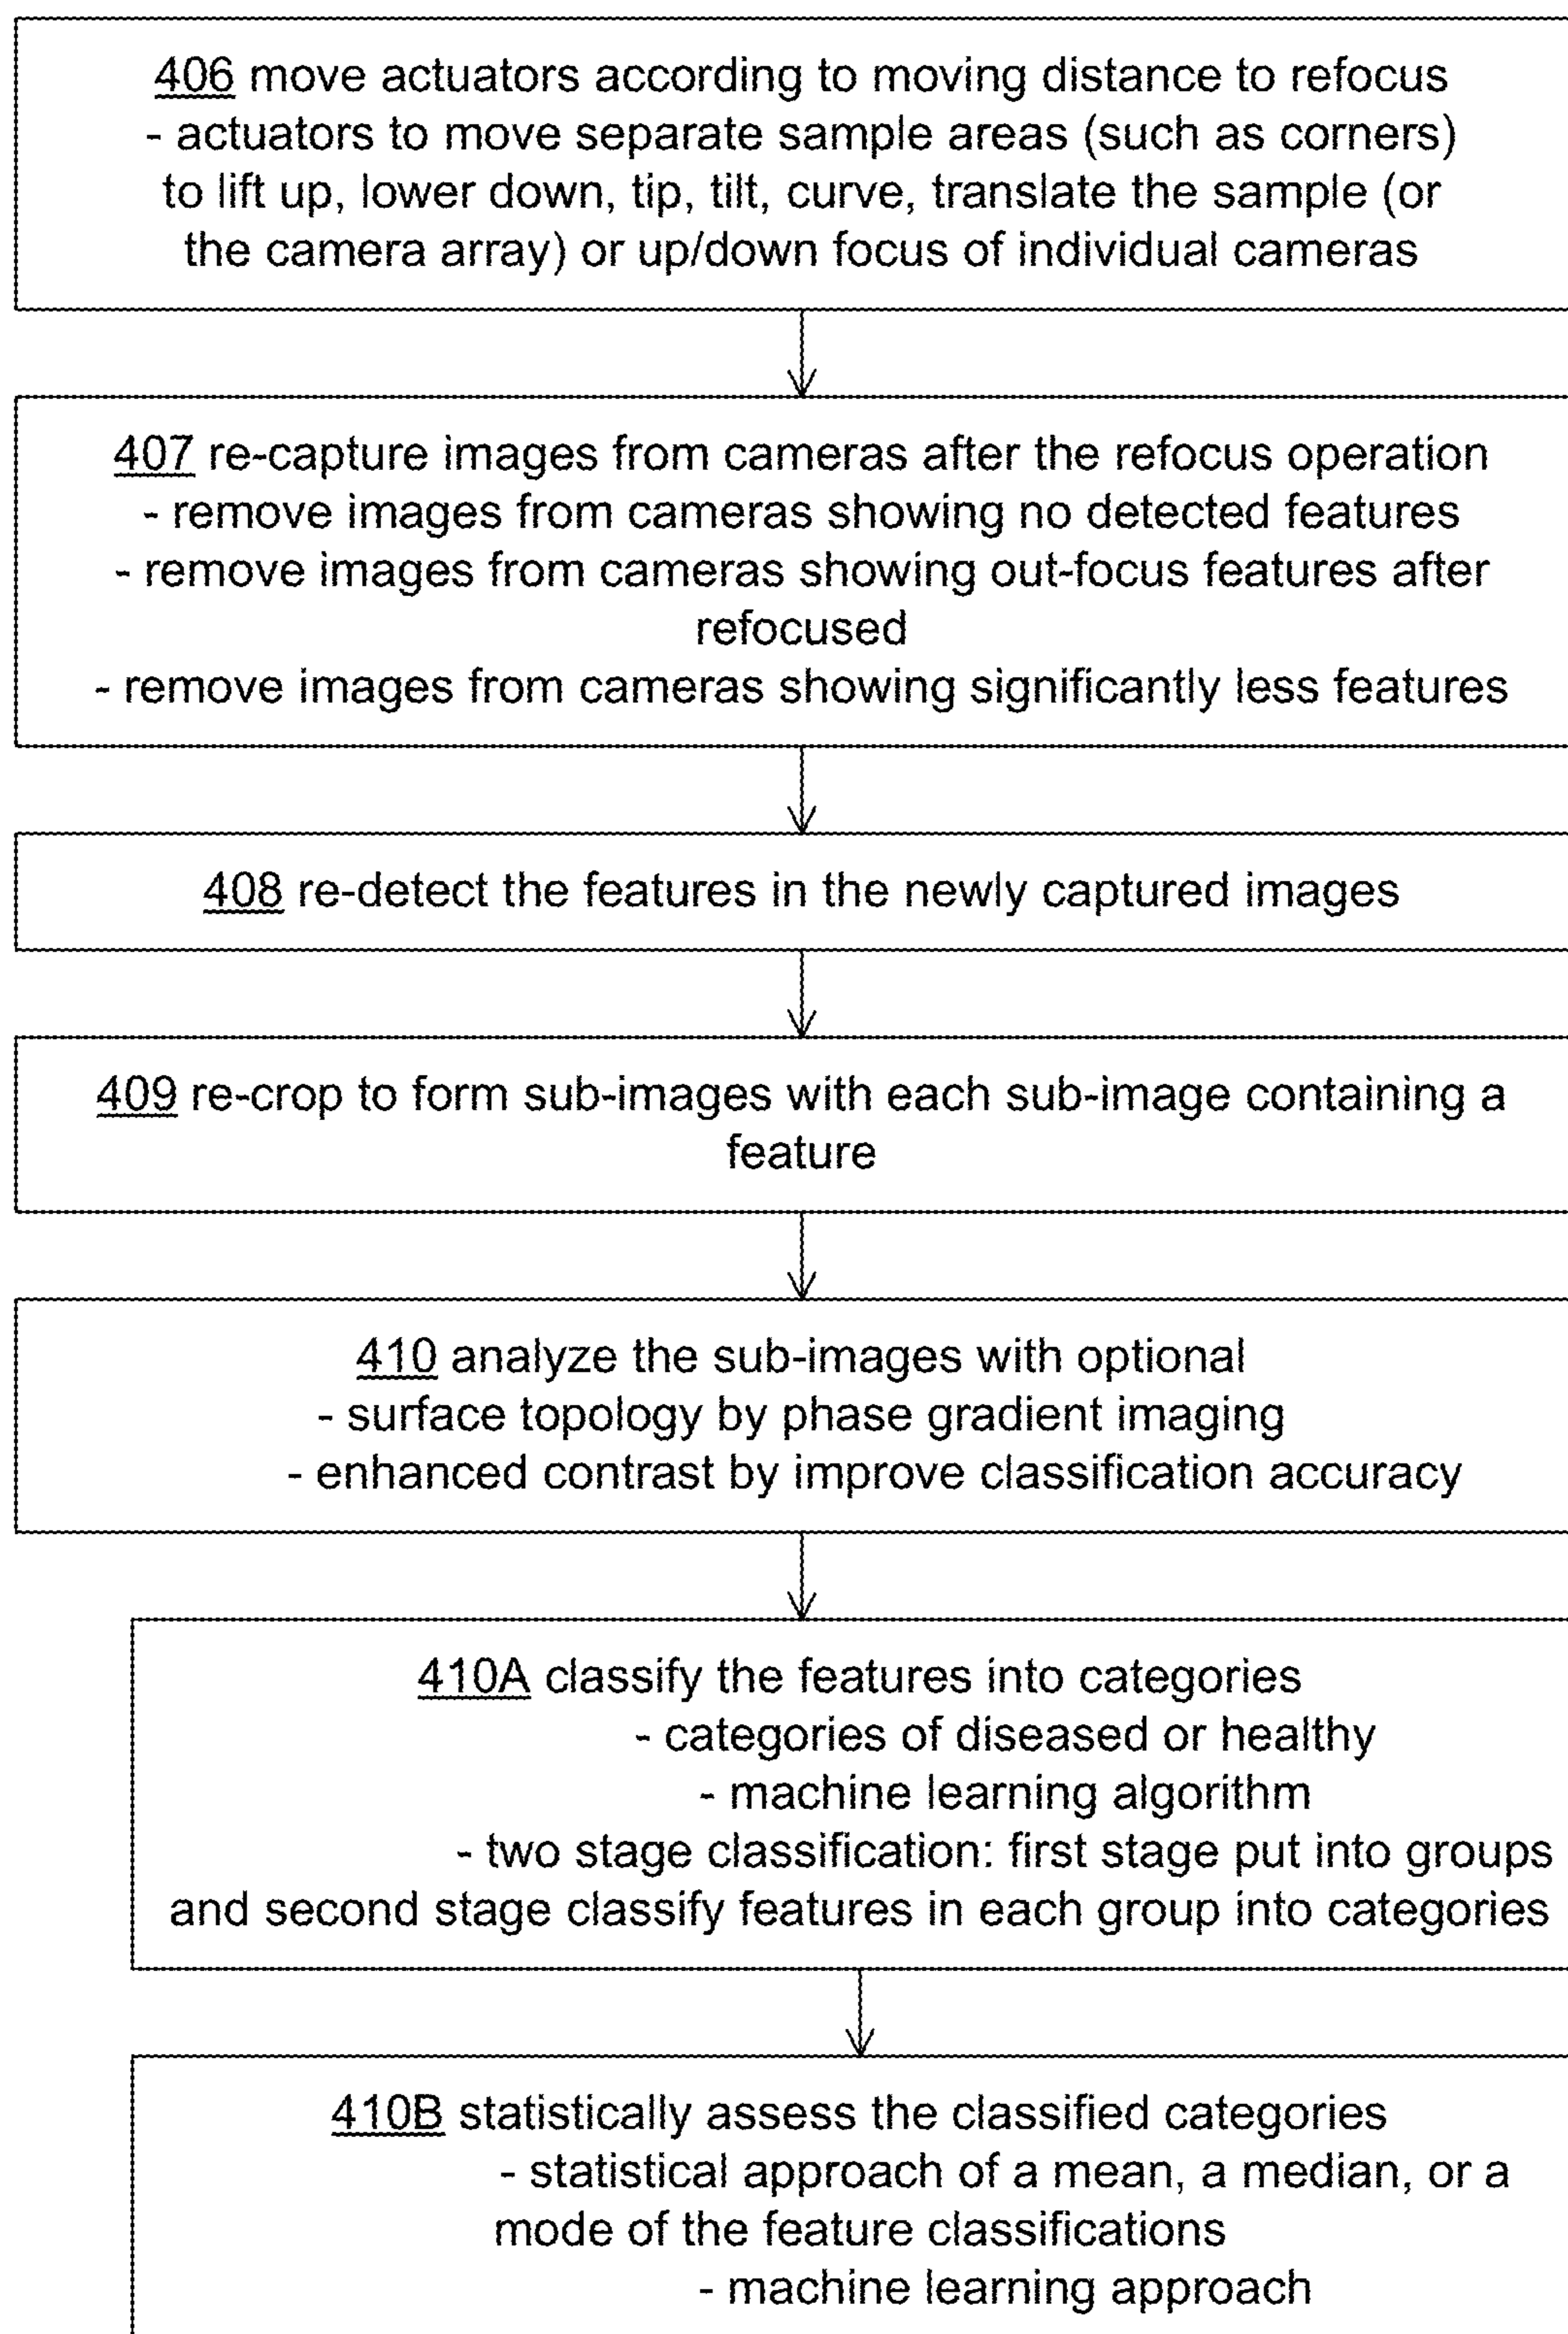 406 move actuators according to moving distance to refocus
- actuators to move separate sample areas (such as corners)
to lift up, lower down, tip, tilt, curve, translate the sample (or
the camera array) or up/down focus of individual cameras
407 re-capture images from cameras after the refocus operation
- remove images from cameras showing no detected features
- remove images from cameras showing out-focus features after
refocused
- remove images from cameras showing significantly less features
408 re-detect the features in the newly captured images
409 re-crop to form sub-images with each sub-image containing a
feature
410 analyze the sub-images with optional
- surface topology by phase gradient imaging
- enhanced contrast by improve classification accuracy
410A classify the features into categories
- categories of diseased or healthy
- machine learning algorithm
- two stage classification: first stage put into groups
and second stage classify features in each group into categories
410B statistically assess the classified categories
- statistical approach of a mean, a median, or a
mode of the feature classifications
- machine learning approach